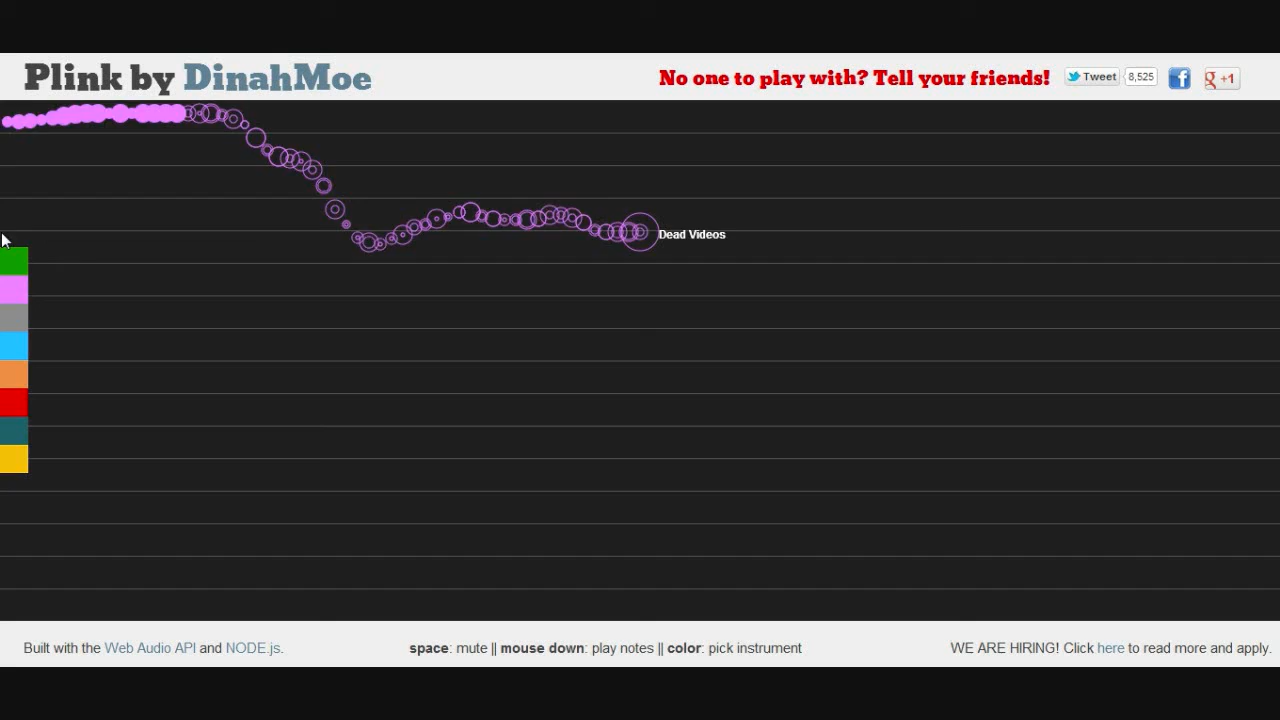 Plink by DinahMoe
No one to play with? Tell your friends!
Tweet
8,525
f
g +1
Dead Videos
Built with the Web Audio API and NODE.js.
space: mute || mouse down: play notes || color: pick instrument
WE ARE HIRING! Click here to read more and apply.